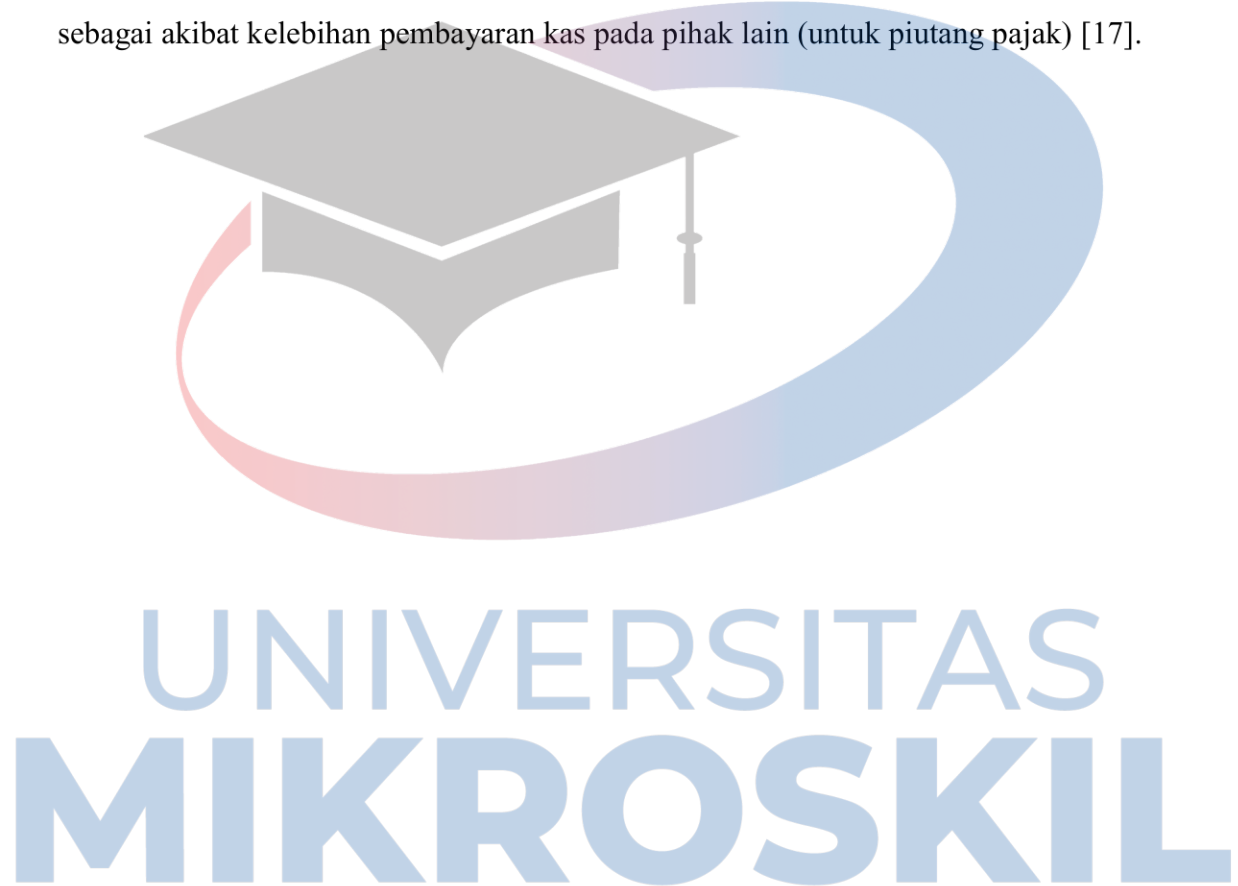 sebagai akibat kelebihan pembayaran kas pada pihak lain (untuk piutang pajak) [17].
UNIVERSITAS
MIKROSKIL